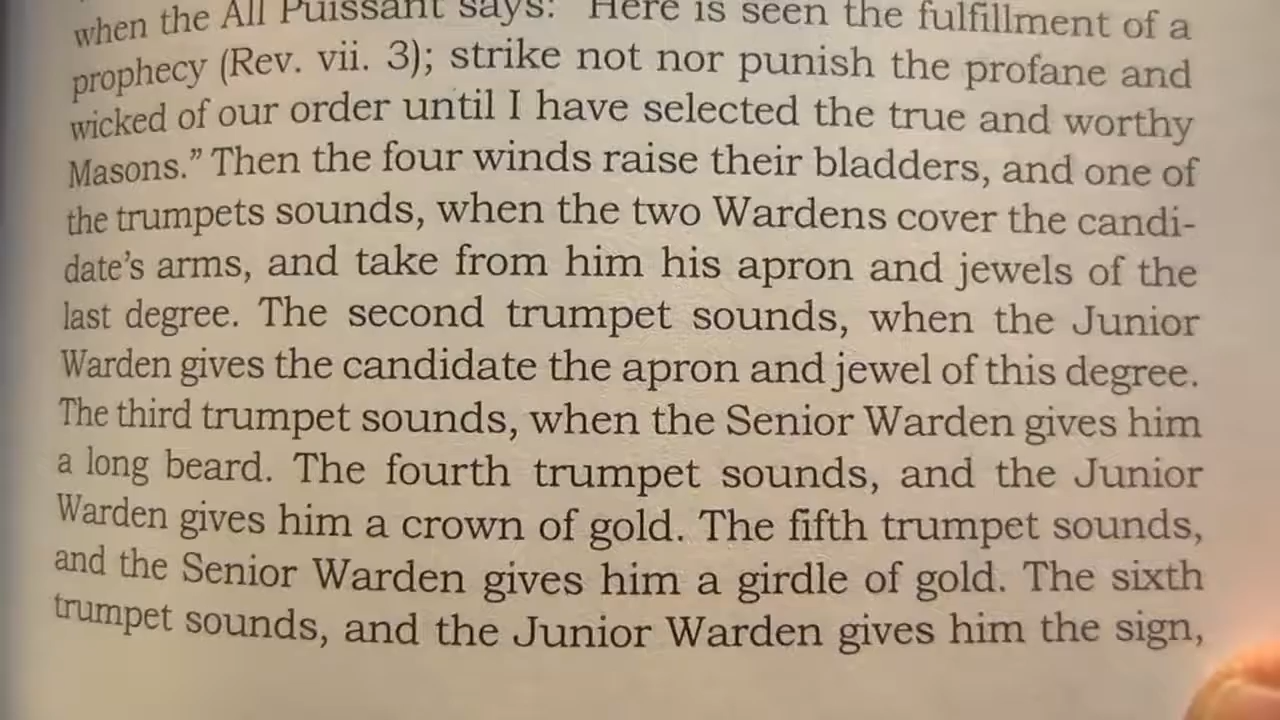 when the All Puissant says: "Here is seen the fulfillment of a
prophecy (Rev. vii. 3); strike not nor punish the profane and
wicked of our order until I have selected the true and worthy
Masons." Then the four winds raise their bladders, and one of
the trumpets sounds, when the two Wardens cover the candi-
date's arms, and take from him his apron and jewels of the
last degree. The second trumpet sounds, when the Junior
Warden gives the candidate the apron and jewel of this degree.
The third trumpet sounds, when the Senior Warden gives him
a long beard. The fourth trumpet sounds, and the Junior
Warden gives him a crown of gold. The fifth trumpet sounds,
and the Senior Warden gives him a girdle of gold. The sixth
trumpet sounds, and the Junior Warden gives him the sign,